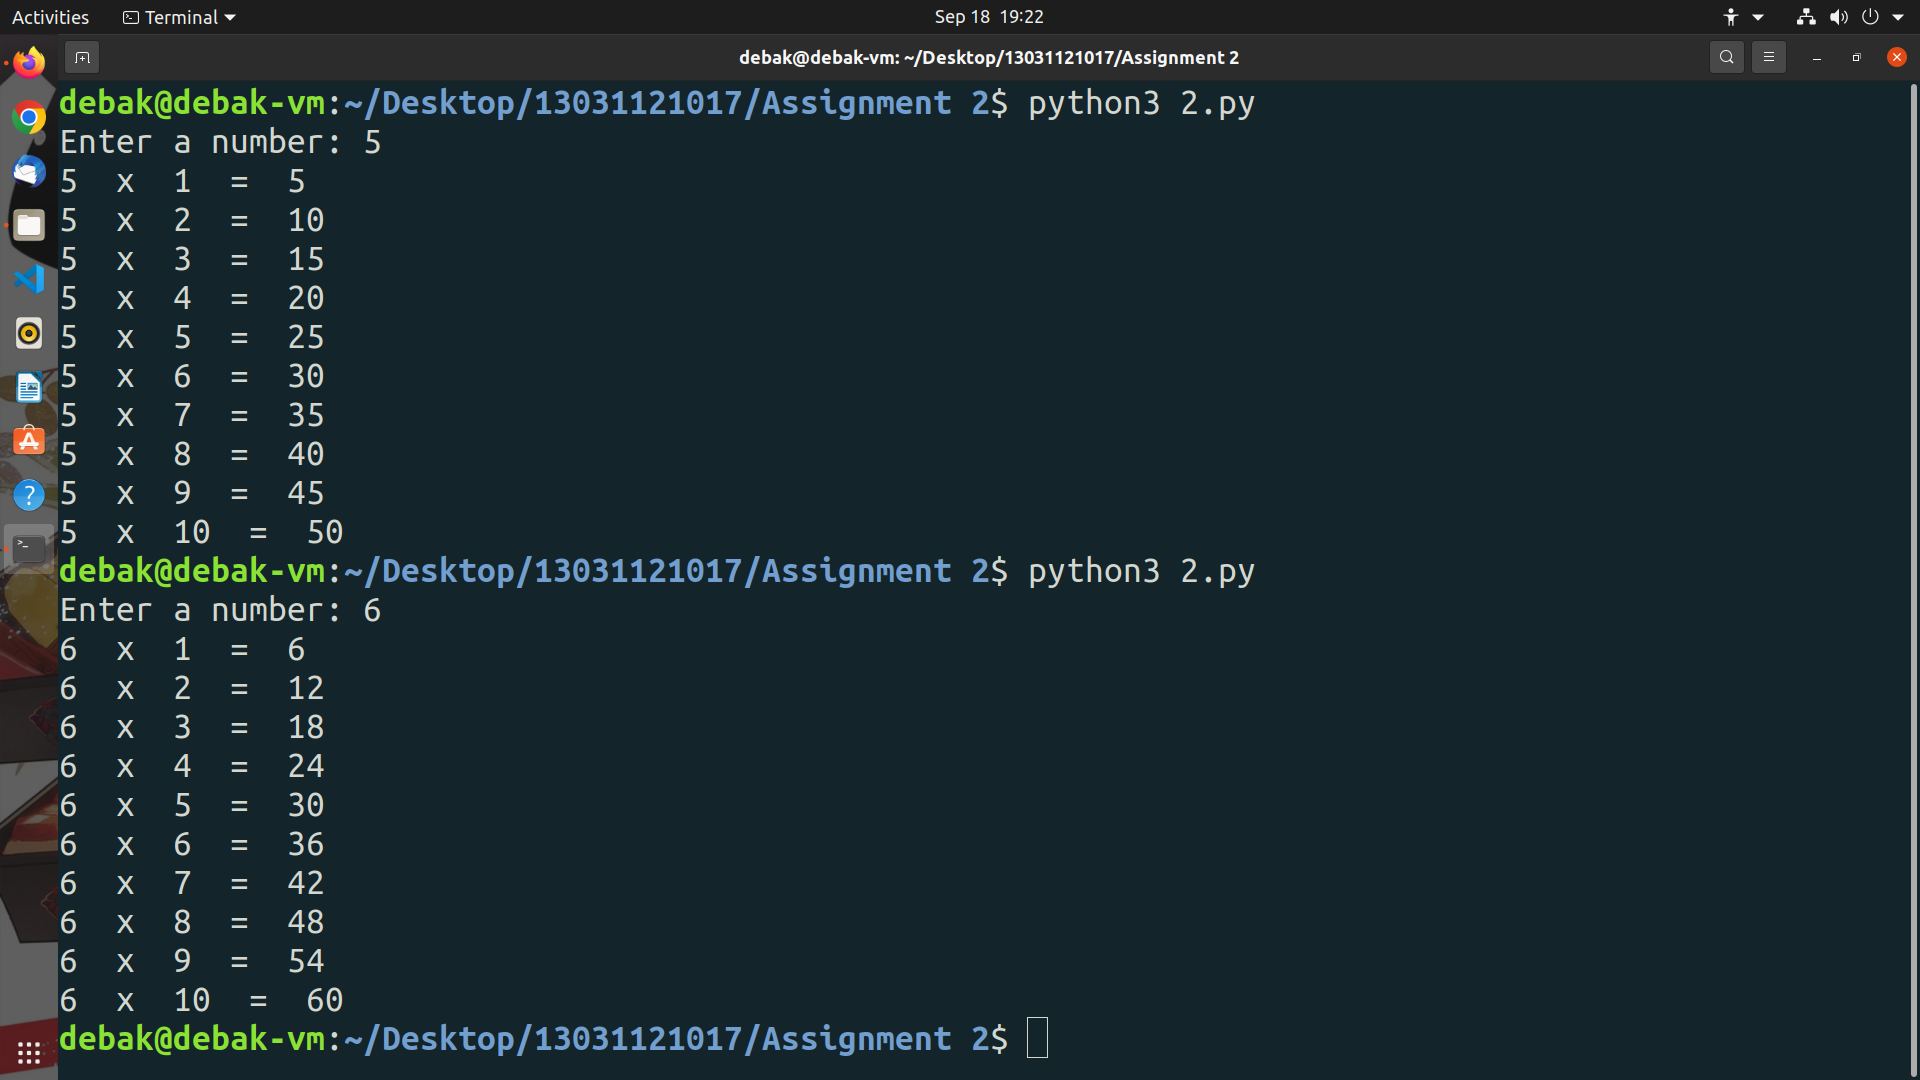 Activities Terminal Sep 18 19:22
debak@debak-vm: ~/Desktop/13031121017/Assignment 2
debak@debak-vm:~/Desktop/13031121017/Assignment 2$ python3 2.py
Enter a number: 5
5  x  1  =  5
5  x  2  =  10
5  x  3  =  15
5  x  4  =  20
5  x  5  =  25
5  x  6  =  30
5  x  7  =  35
5  x  8  =  40
5  x  9  =  45
5  x  10  =  50
debak@debak-vm:~/Desktop/13031121017/Assignment 2$ python3 2.py
Enter a number: 6
6  x  1  =  6
6  x  2  =  12
6  x  3  =  18
6  x  4  =  24
6  x  5  =  30
6  x  6  =  36
6  x  7  =  42
6  x  8  =  48
6  x  9  =  54
6  x  10  =  60
debak@debak-vm:~/Desktop/13031121017/Assignment 2$